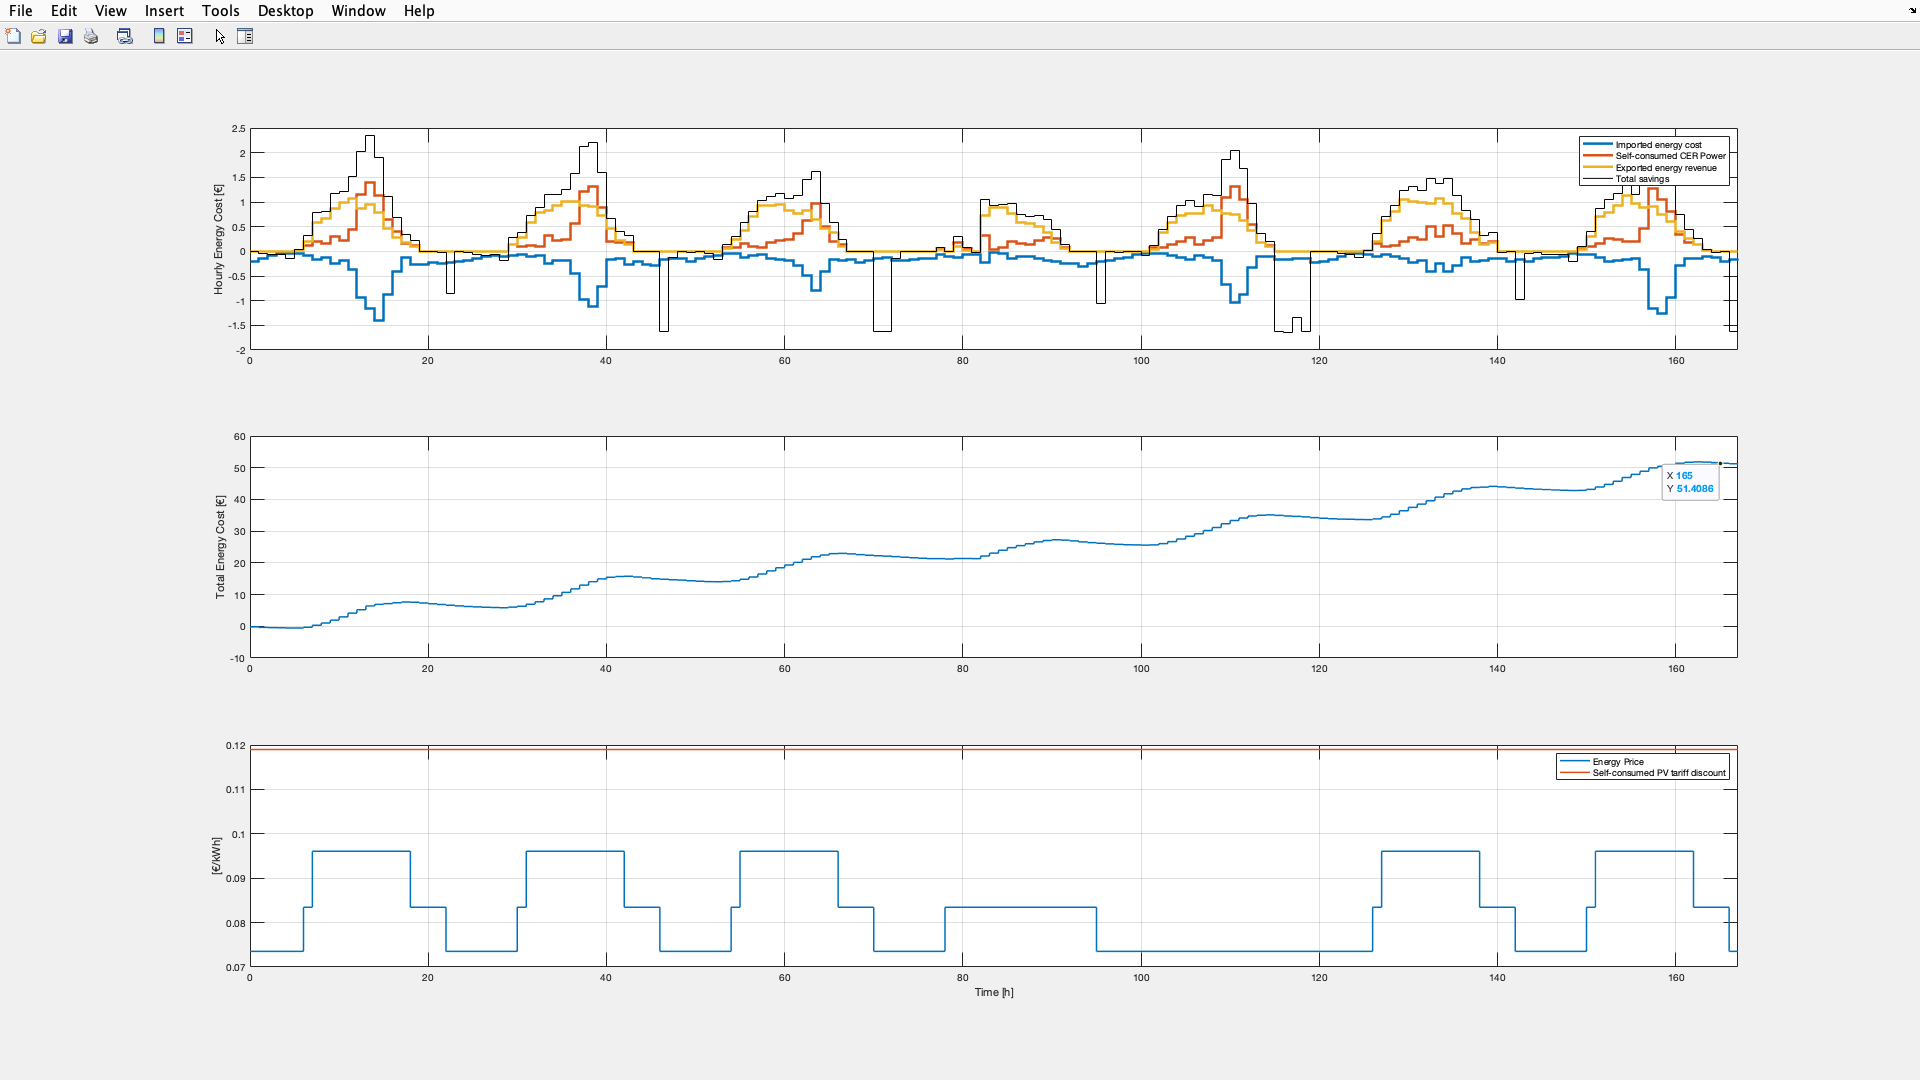 File Edit View Insert Tools Desktop Window Help
2.5
2
1.5
1
0.5
0
-0.5
-1
-1.5
-2
Hourly Energy Cost [€]
Imported energy cost
Self-consumed CER Power
Exported energy revenue
Total savings
0 20 40 60 80 100 120 140 160
60
50
40
30
20
10
0
-10
Total Energy Cost [€]
X 165
Y 51.4086
0 20 40 60 80 100 120 140 160
0.12
0.11
0.1
0.09
0.08
0.07
[€/kWh]
Energy Price
Self-consumed PV tariff discount
0 20 40 60 80 100 120 140 160
Time [h]